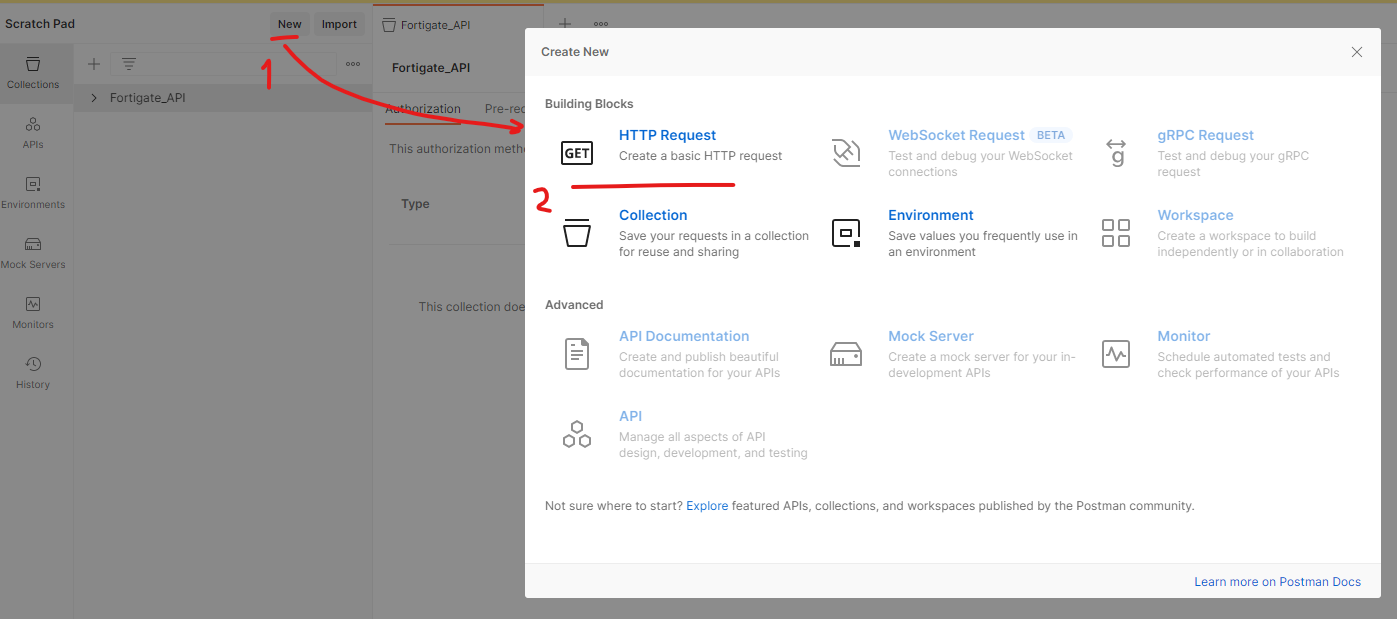 Scratch Pad
New
Import
Fortigate_API
Collections
APIs
Environments
Mock Servers
Monitors
History
Fortigate_API
Fortigate_API
Authorization
Pre-rec
This authorization metho
Type
This collection doe
1
2
Create New
Building Blocks
GET
HTTP Request
Create a basic HTTP request
WebSocket Request BETA
Test and debug your WebSocket
connections
g
gRPC Request
Test and debug your gRPC
request
Collection
Save your requests in a collection
for reuse and sharing
Environment
Save values you frequently use in
an environment
Workspace
Create a workspace to build
independently or in collaboration
Advanced
API Documentation
Create and publish beautiful
documentation for your APIs
Mock Server
Create a mock server for your in-
development APIs
Monitor
Schedule automated tests and
check performance of your APIs
API
Manage all aspects of API
design, development, and testing
Not sure where to start? Explore featured APIs, collections, and workspaces published by the Postman community.
Learn more on Postman Docs